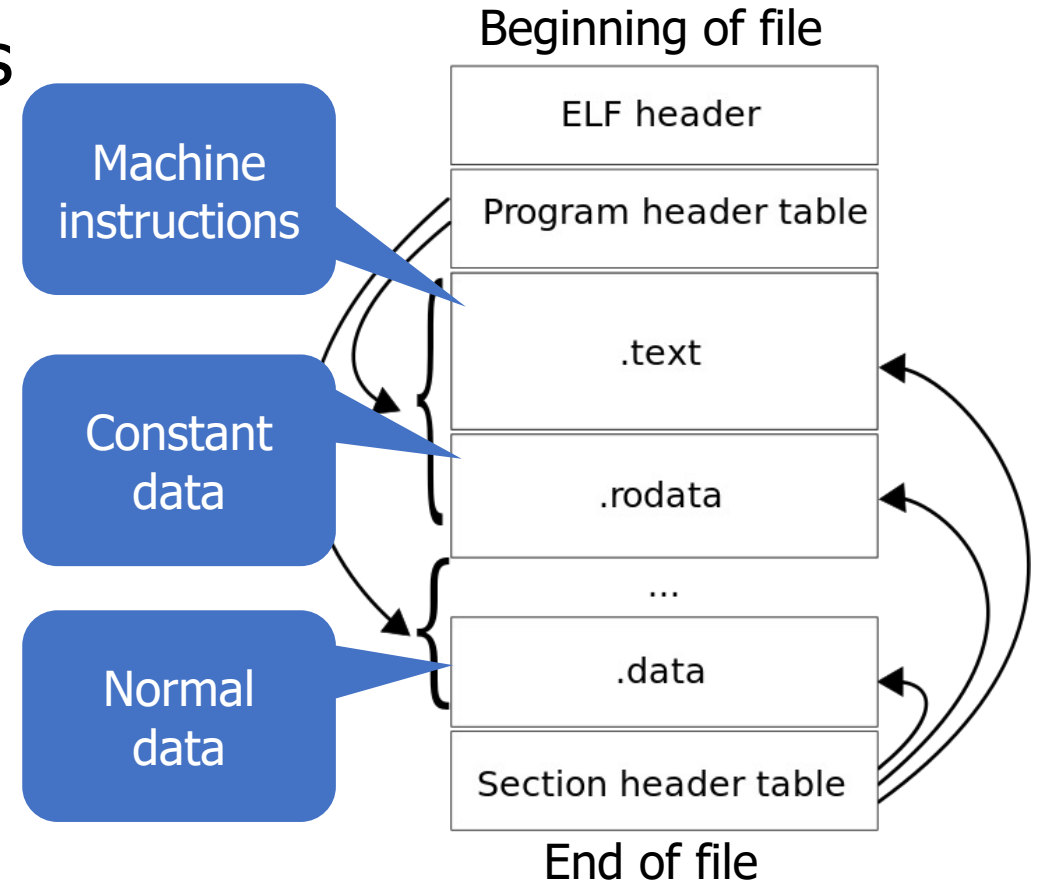 s
Beginning of file
ELF header
Machine
instructions
Program header table
.text
Constant
data
.rodata
...
Normal
data
.data
Section header table
End of file